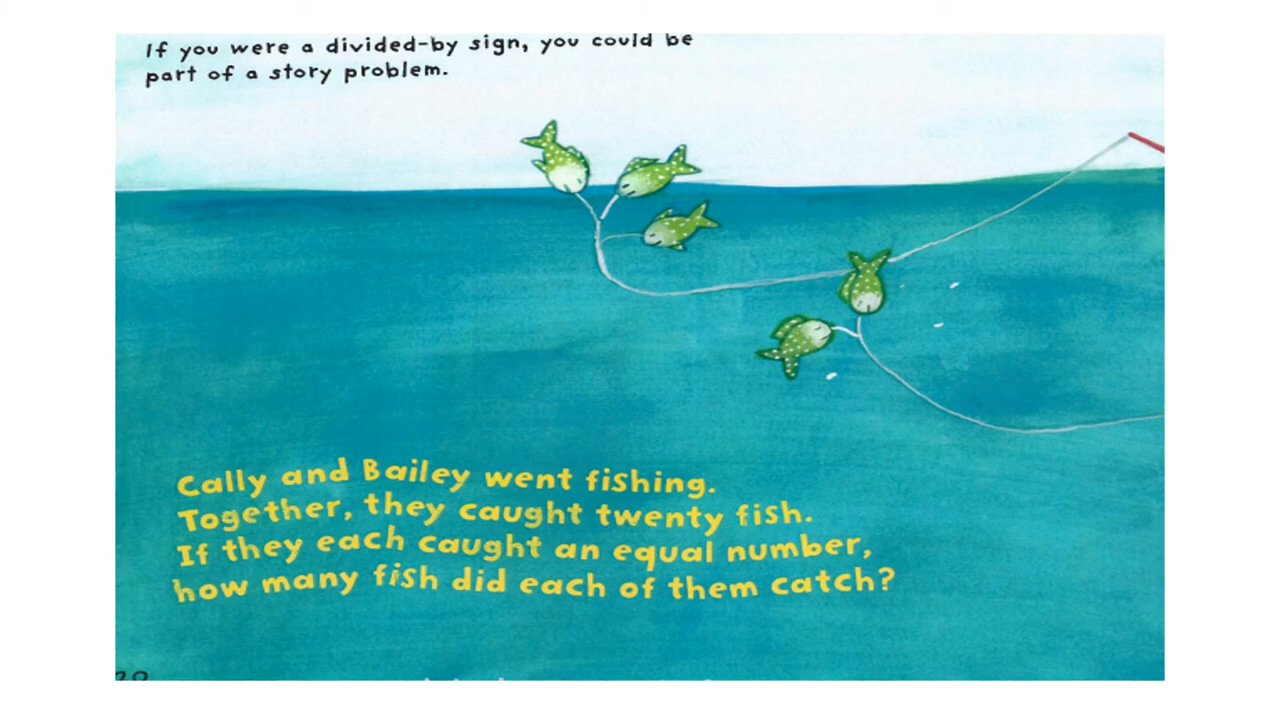 If you were a divided-by sign, you could be
part of a story problem.
Cally and Bailey went fishing.
Together, they caught twenty fish.
If they each caught an equal number,
how many fish did each of them catch?